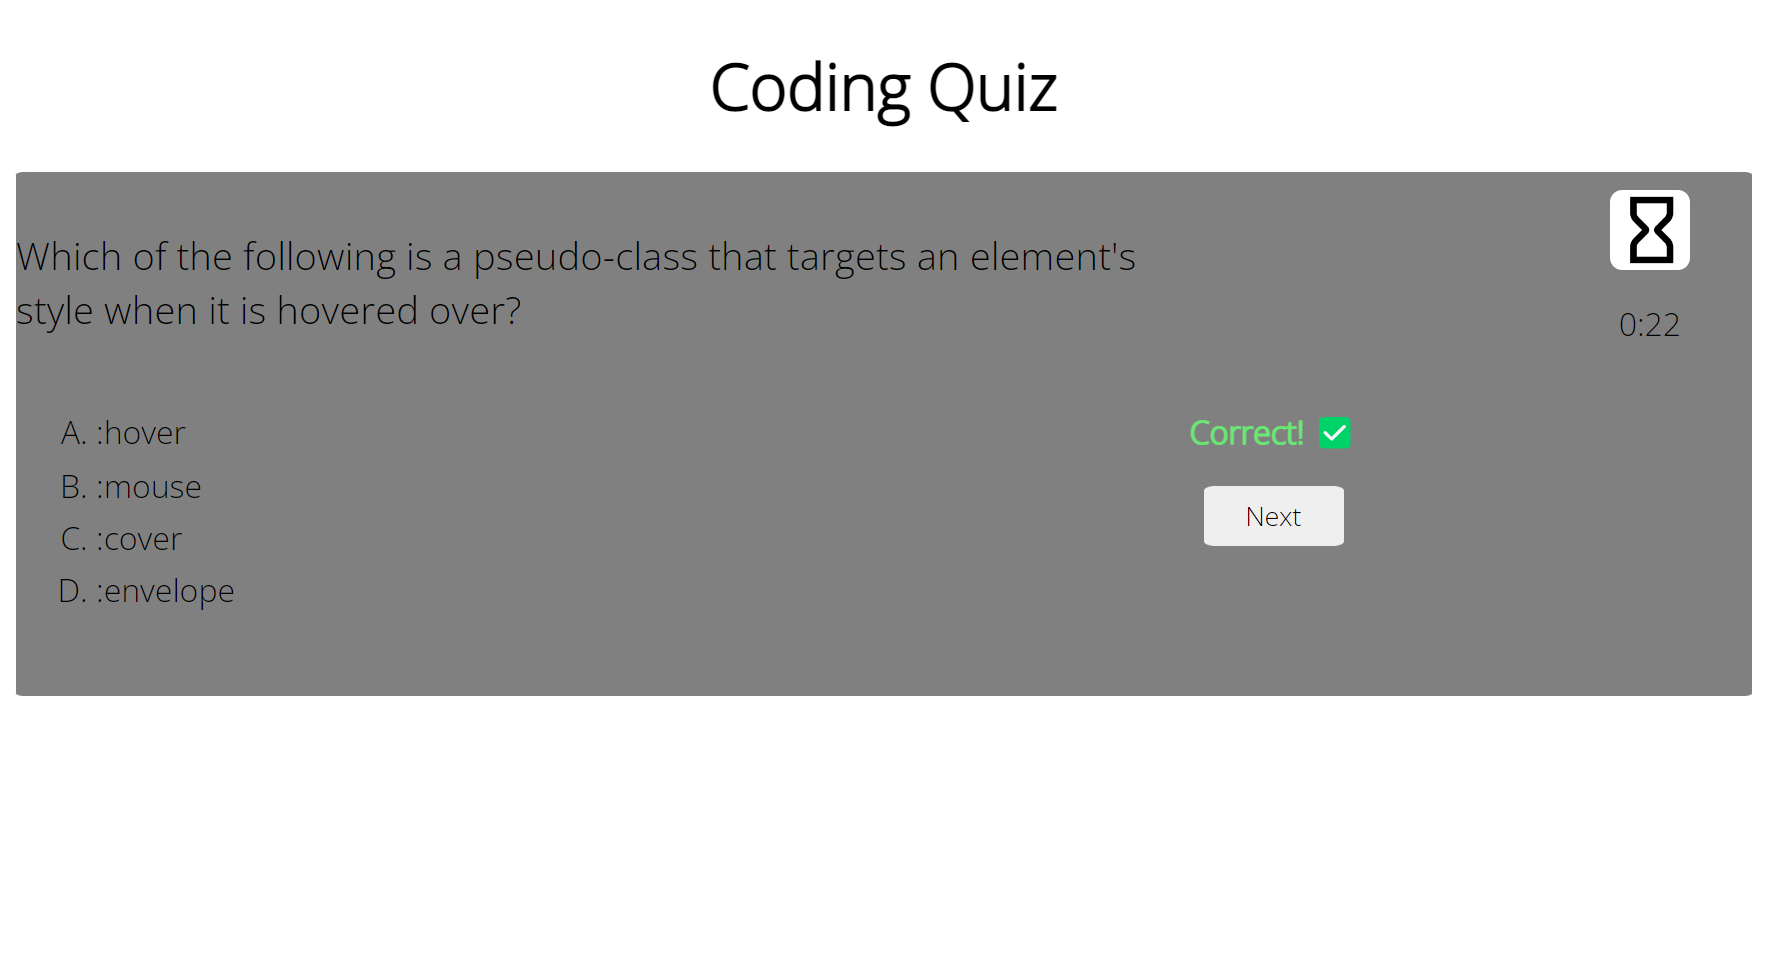 Coding Quiz
Which of the following is a pseudo-class that targets an element's
style when it is hovered over?
0:22
A. :hover
B. :mouse
C. :cover
D. :envelope
Correct! ✅
Next